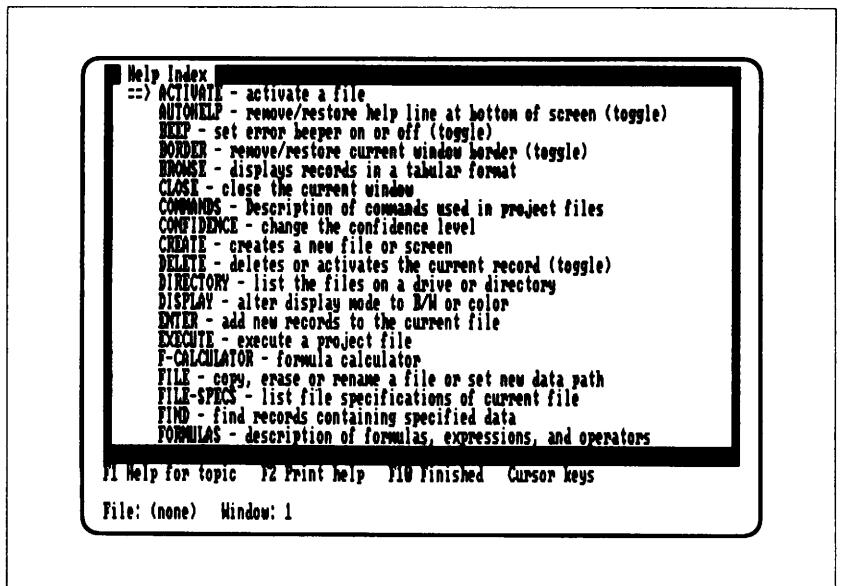 Help Index
==> ACTIVATE - activate a file
AUTOHELP - remove/restore help line at bottom of screen (toggle)
BEEP - set error beeper on or off (toggle)
BORDER - remove/restore current window border (toggle)
BROWSE - displays records in a tabular format
CLOSE - close the current window
COMMANDS - Description of commands used in project files
CONFIDENCE - change the confidence level
CREATE - creates a new file or screen
DELETE - deletes or activates the current record (toggle)
DIRECTORY - list the files on a drive or directory
DISPLAY - alter display mode to B/W or color
ENTER - add new records to the current file
EXECUTE - execute a project file
F-CALCULATOR - formula calculator
FILE - copy, erase or rename a file or set new data path
FILE-SPECS - list file specifications of current file
FIND - find records containing specified data
FORMULAS - description of formulas, expressions, and operators
F1 Help for topic F2 Print help F10 Finished Cursor keys
File: (none) Window: 1